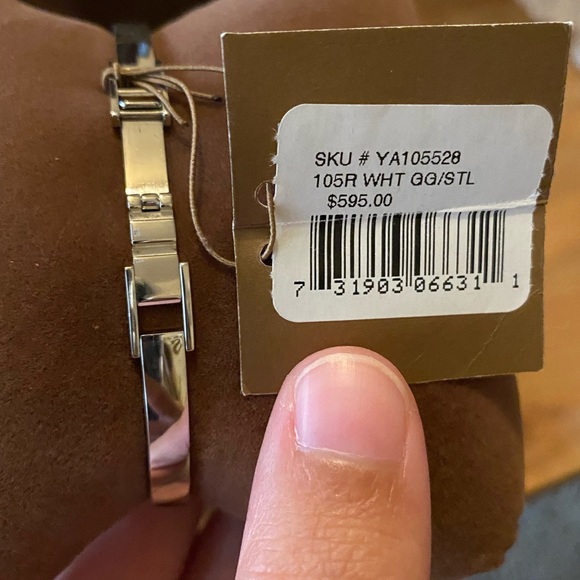 SKU # YA105528
105R WHT GG/STL
$595.00
7 31903 06631 1